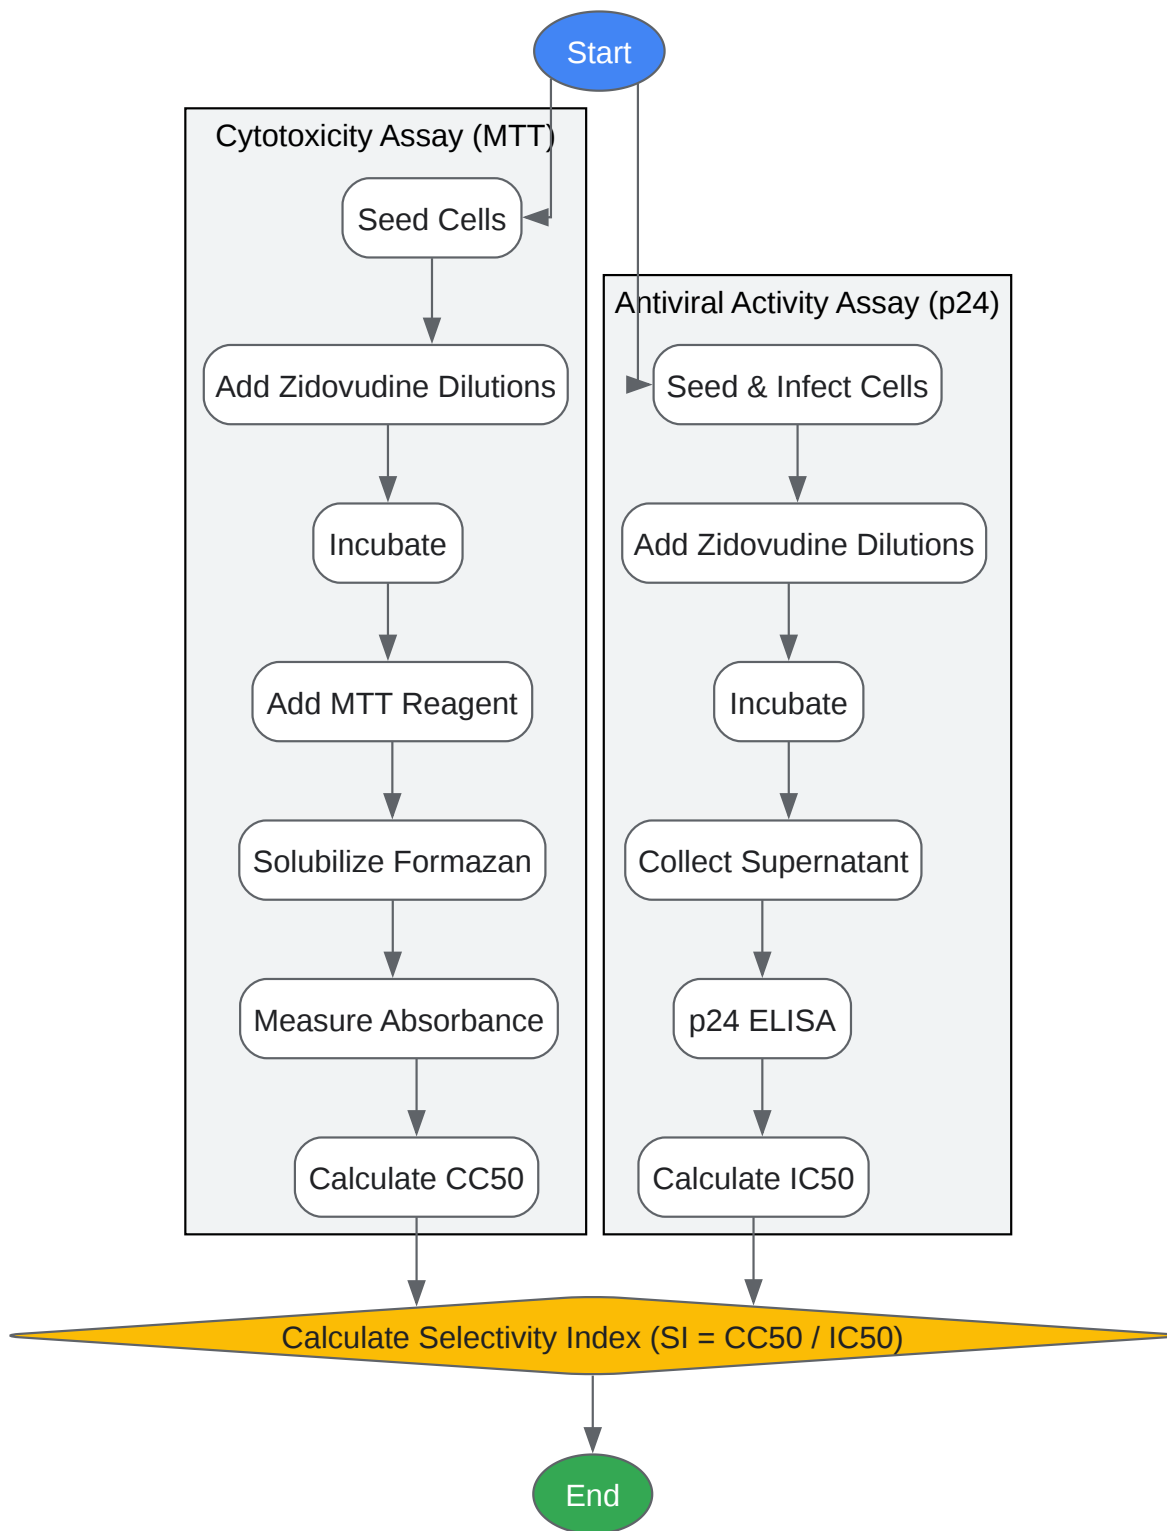 Start
Cytotoxicity Assay (MTT)
Seed Cells
Add Zidovudine Dilutions
Incubate
Add MTT Reagent
Solubilize Formazan
Measure Absorbance
Calculate CC50
Antiviral Activity Assay (p24)
Seed & Infect Cells
Add Zidovudine Dilutions
Incubate
Collect Supernatant
p24 ELISA
Calculate IC50
Calculate Selectivity Index (SI = CC50 / IC50)
End